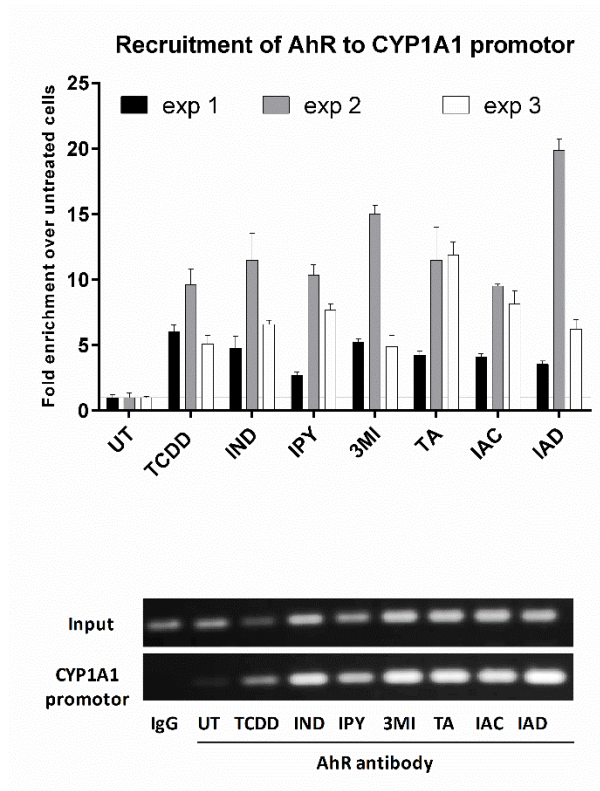 Recruitment of AhR to CYP1A1 promotor
Fold enrichment over untreated cells
25
20
15
10
5
0
exp 1 exp 2 exp 3
UT TCDD IND IPY 3MI TA IAC IAD
Input
CYP1A1
promotor
IgG UT TCDD IND IPY 3MI TA IAC IAD
AhR antibody